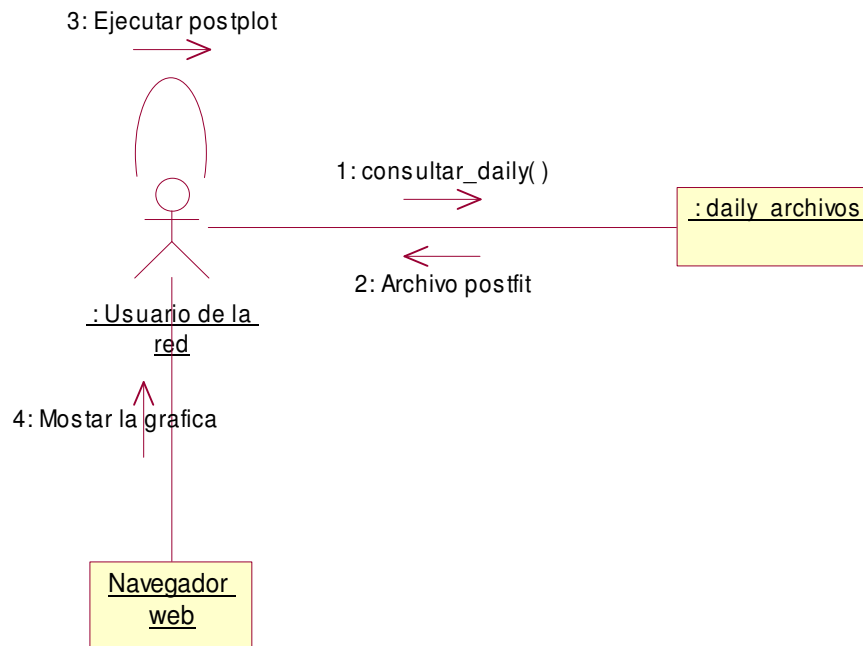 3: Ejecutar postplot
1: consultar_daily( )
: daily_archivos
2: Archivo postfit
: Usuario de la
red
4: Mostar la grafica
Navegador
web